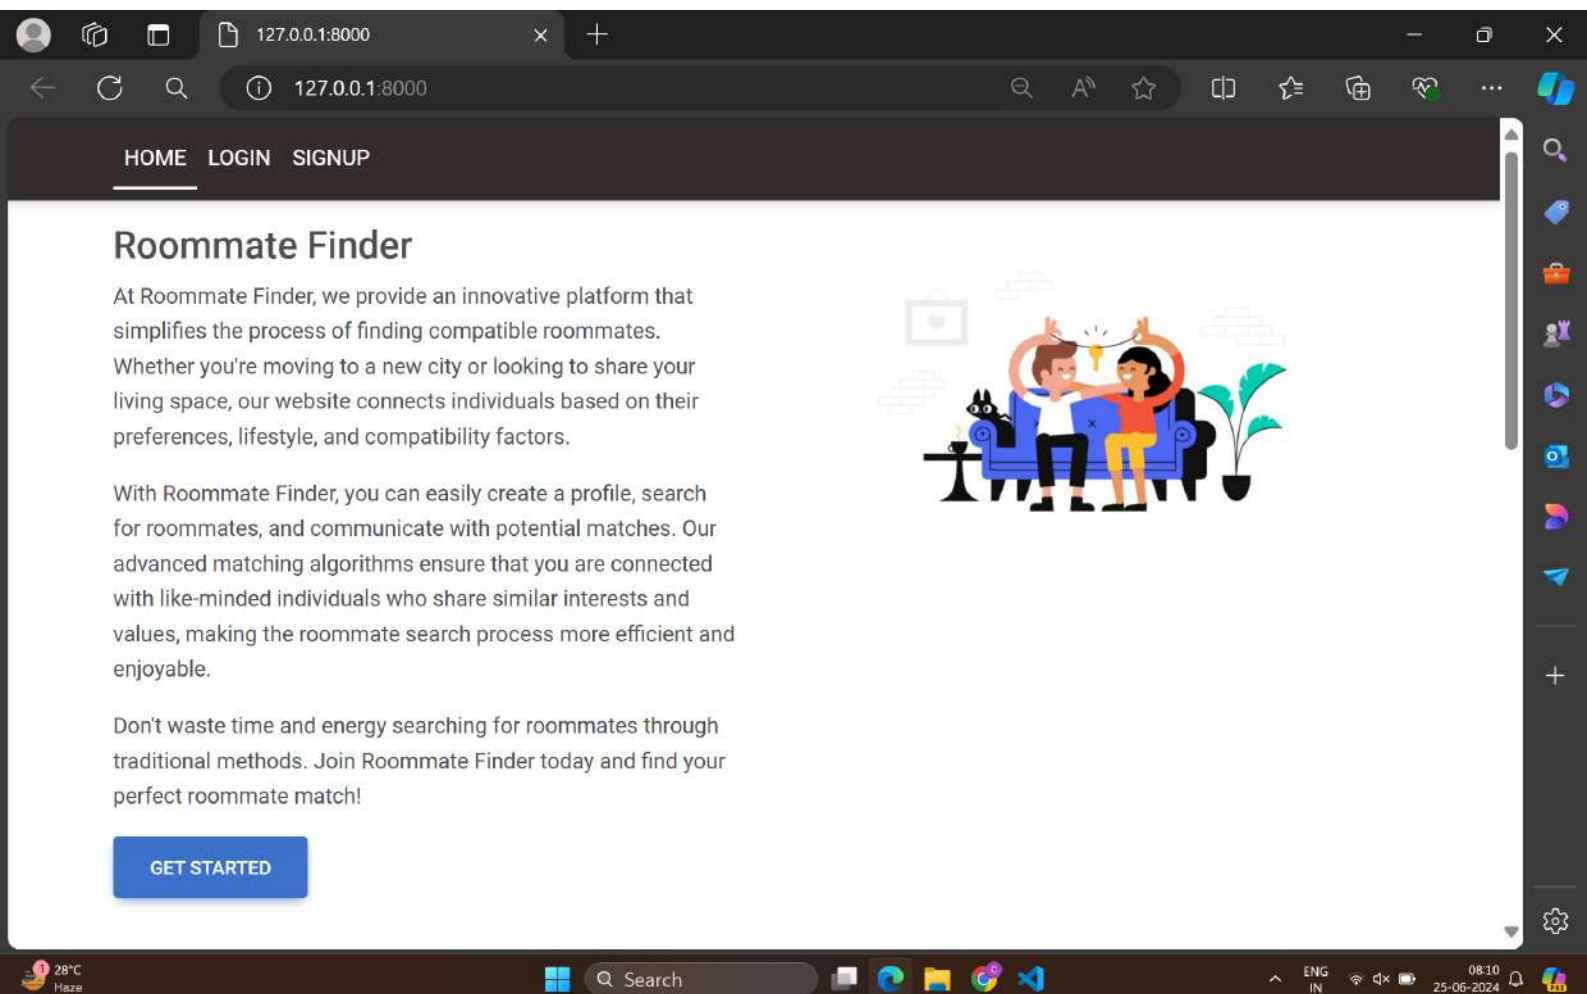 127.0.0.1:8000
127.0.0.1:8000
HOME LOGIN SIGNUP
Roommate Finder
At Roommate Finder, we provide an innovative platform that
simplifies the process of finding compatible roommates.
Whether you're moving to a new city or looking to share your
living space, our website connects individuals based on their
preferences, lifestyle, and compatibility factors.
With Roommate Finder, you can easily create a profile, search
for roommates, and communicate with potential matches. Our
advanced matching algorithms ensure that you are connected
with like-minded individuals who share similar interests and
values, making the roommate search process more efficient and
enjoyable.
Don't waste time and energy searching for roommates through
traditional methods. Join Roommate Finder today and find your
perfect roommate match!
GET STARTED
1
28°C
Haze
Search
C
ENG
IN
08:10
25-06-2024
PRE